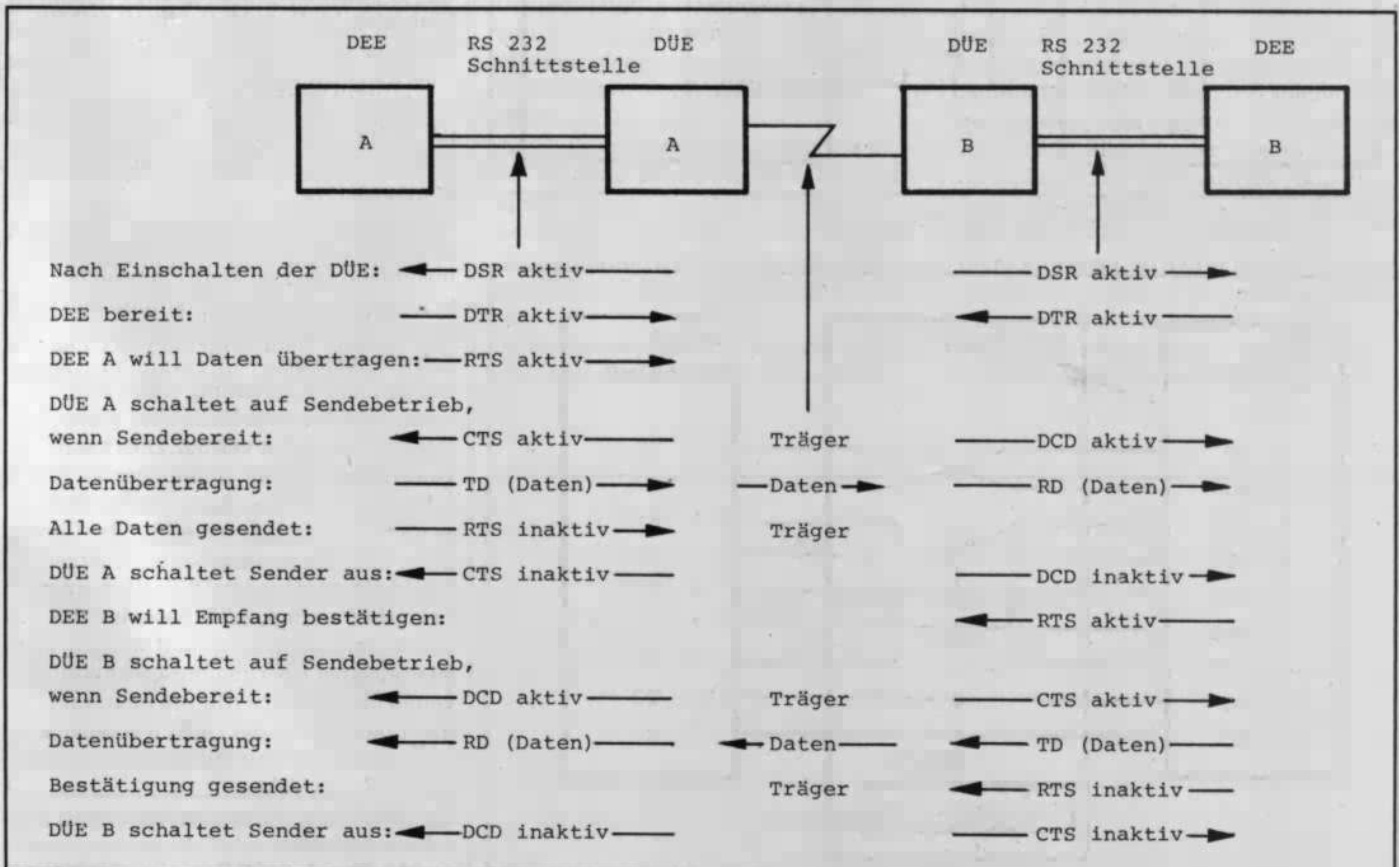 DEE RS 232 DÜE DÜE RS 232 DEE
Schnittstelle Schnittstelle
A A B B
Nach Einschalten der DÜE: DSR aktiv DSR aktiv
DEE bereit: DTR aktiv DTR aktiv
DEE A will Daten übertragen: RTS aktiv
DÜE A schaltet auf Sendebetrieb,
wenn Sendebereit: CTS aktiv Träger DCD aktiv
Datenübertragung: TD (Daten) Daten RD (Daten)
Alle Daten gesendet: RTS inaktiv Träger
DÜE A schaltet Sender aus: CTS inaktiv DCD inaktiv
DEE B will Empfang bestätigen: RTS aktiv
DÜE B schaltet auf Sendebetrieb,
wenn Sendebereit: DCD aktiv Träger CTS aktiv
Datenübertragung: RD (Daten) Daten TD (Daten)
Bestätigung gesendet: Träger RTS inaktiv
DÜE B schaltet Sender aus: DCD inaktiv CTS inaktiv